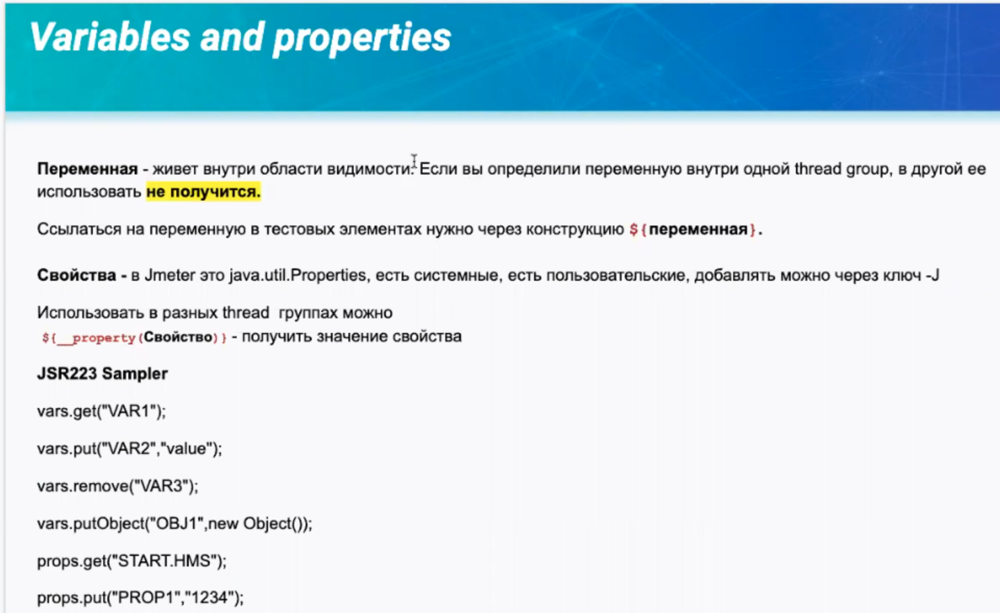 Variables and properties
Переменная - живет внутри области видимости. Если вы определили переменную внутри одной thread group, в другой ее
использовать не получится.
Ссылаться на переменную в тестовых элементах нужно через конструкцию ${переменная}.
Свойства - в Jmeter это java.util.Properties, есть системные, есть пользовательские, добавлять можно через ключ -J
Использовать в разных thread группах можно
${__property(Свойство)} - получить значение свойства
JSR223 Sampler
vars.get("VAR1");
vars.put("VAR2","value");
vars.remove("VAR3");
vars.putObject("OBJ1",new Object());
props.get("START.HMS");
props.put("PROP1","1234");